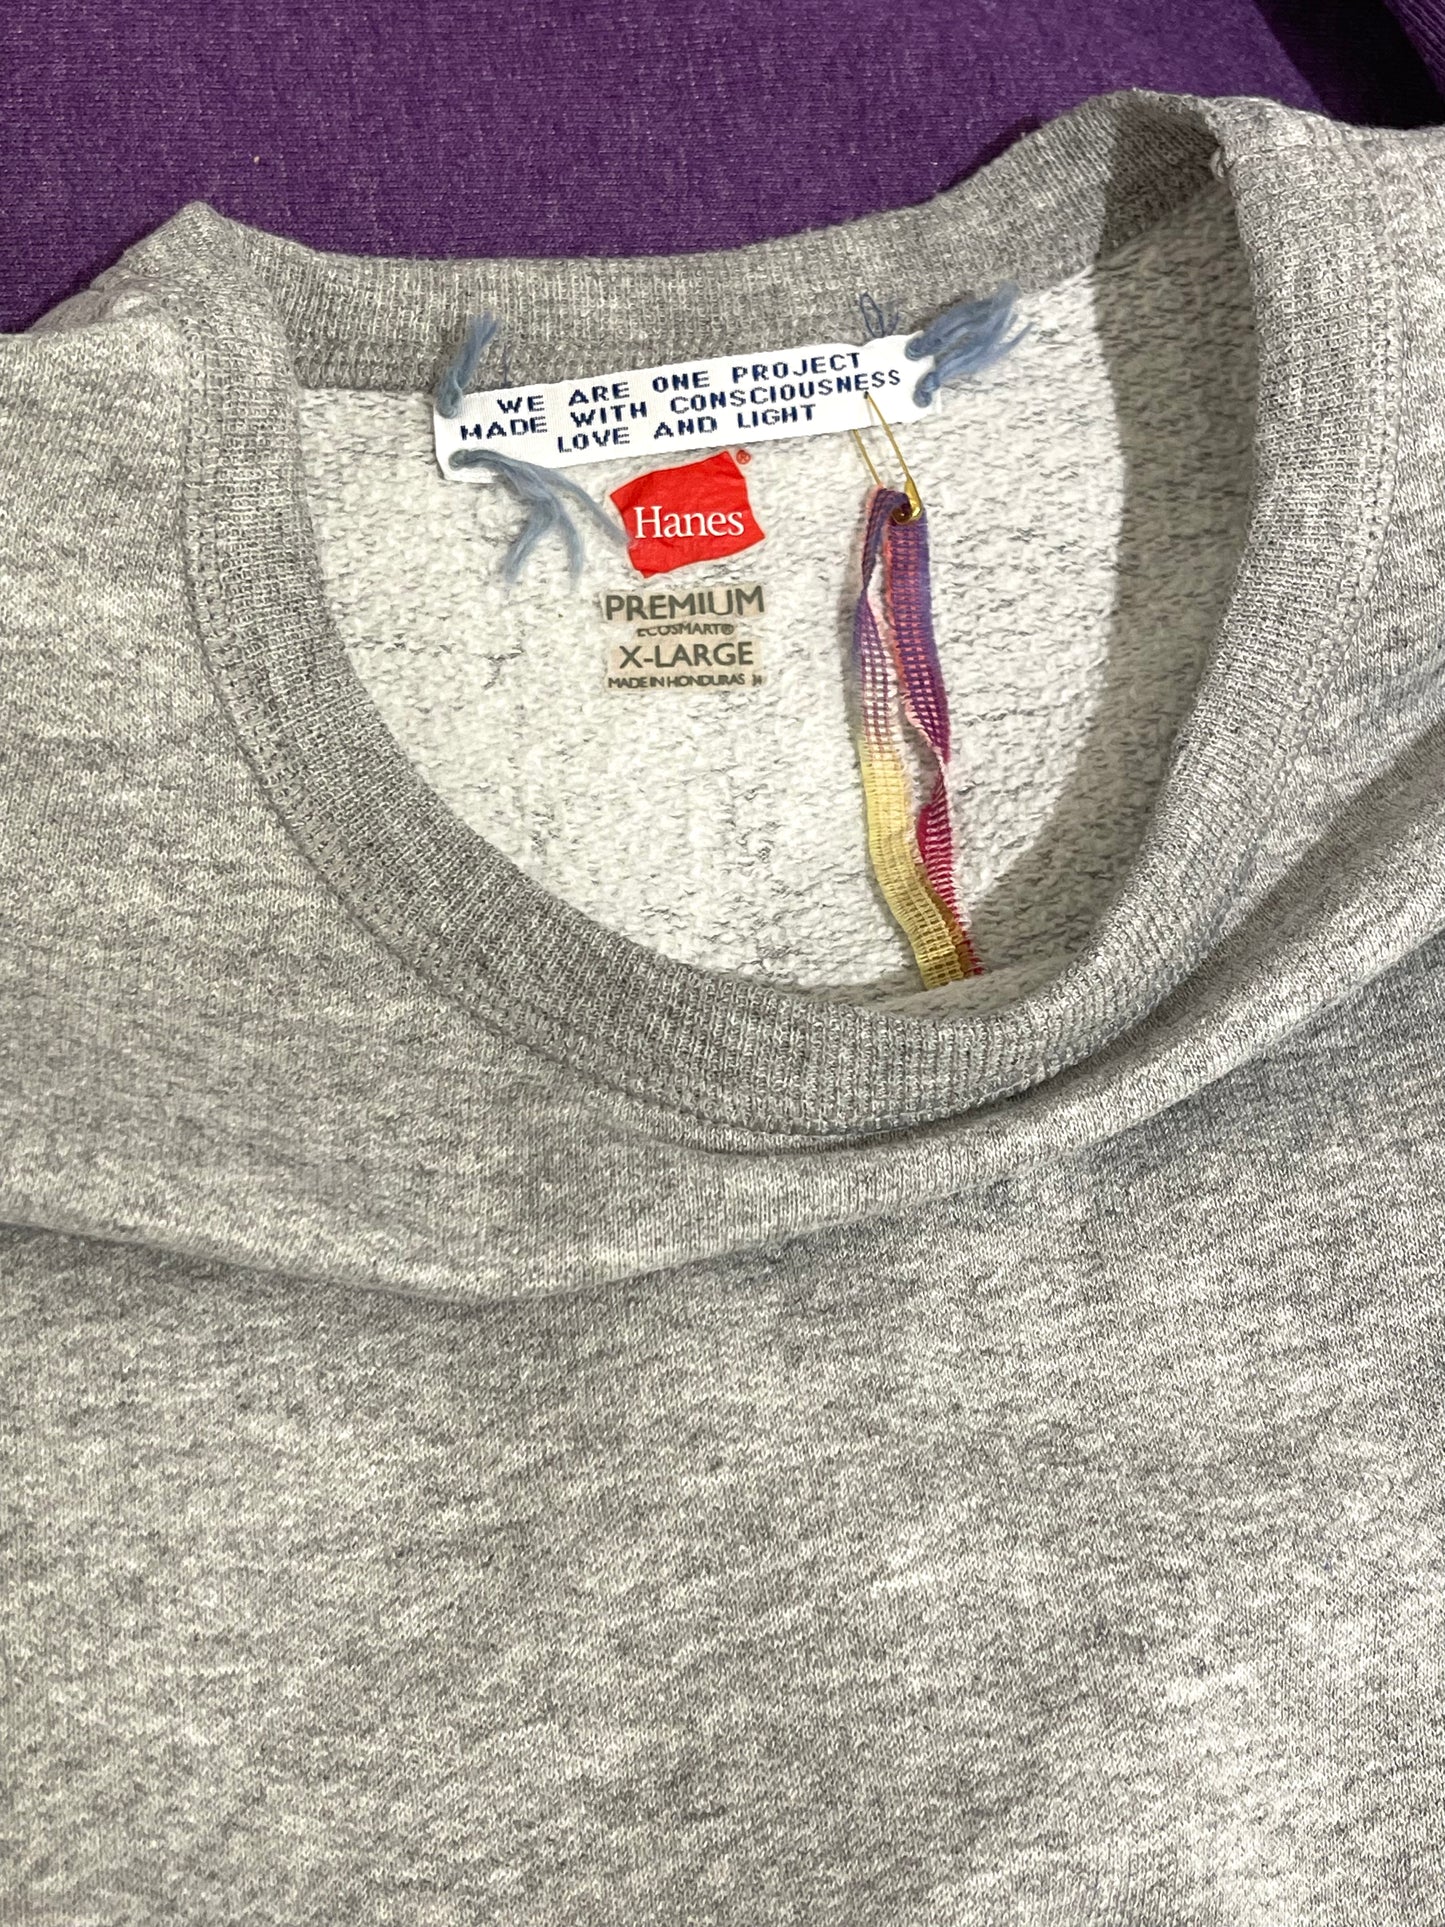 WE ARE ONE PROJECT
MADE WITH CONSCIOUSNESS
LOVE AND LIGHT
Hanes®
PREMIUM
ECOSMART®
X-LARGE
MADE IN HONDURAS